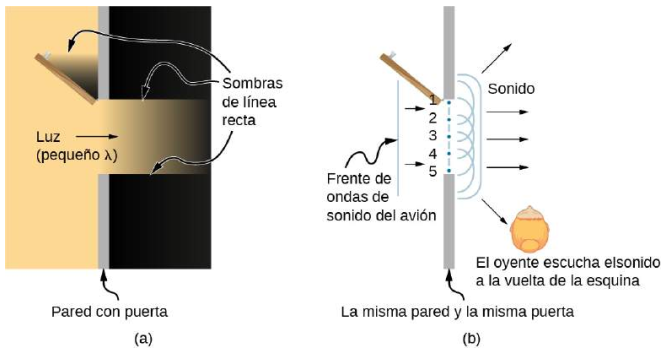 Sombras
de línea
recta
Luz
(pequeño λ)
Pared con puerta
(a)
Sonido
1
2
3
4
5
Frente de
ondas de
sonido del avión
El oyente escucha elsonido
a la vuelta de la esquina
La misma pared y la misma puerta
(b)